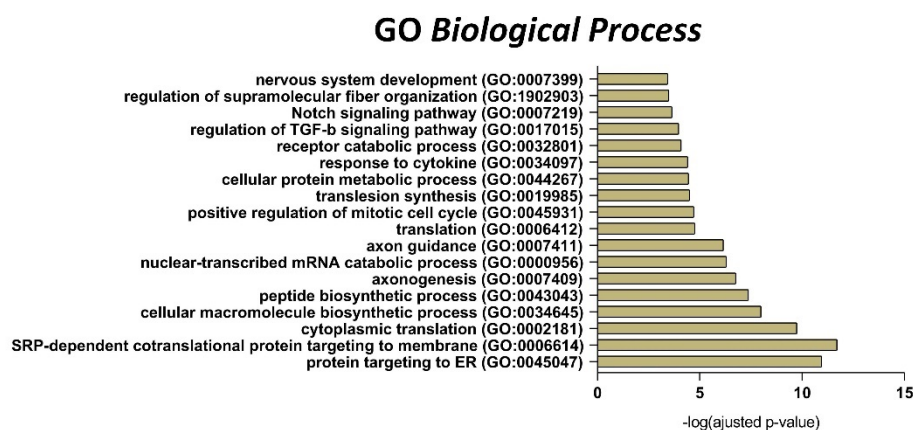 GO Biological Process
nervous system development (GO:0007399)
regulation of supramolecular fiber organization (GO:1902903)
Notch signaling pathway (GO:0007219)
regulation of TGF-b signaling pathway (GO:0017015)
receptor catabolic process (GO:0032801)
response to cytokine (GO:0034097)
cellular protein metabolic process (GO:0044267)
translesion synthesis (GO:0019985)
positive regulation of mitotic cell cycle (GO:0045931)
translation (GO:0006412)
axon guidance (GO:0007411)
nuclear-transcribed mRNA catabolic process (GO:0000956)
axonogenesis (GO:0007409)
peptide biosynthetic process (GO:0043043)
cellular macromolecule biosynthetic process (GO:0034645)
cytoplasmic translation (GO:0002181)
SRP-dependent cotranslational protein targeting to membrane (GO:0006614)
protein targeting to ER (GO:0045047)
0 5 10 15
-log(ajusted p-value)